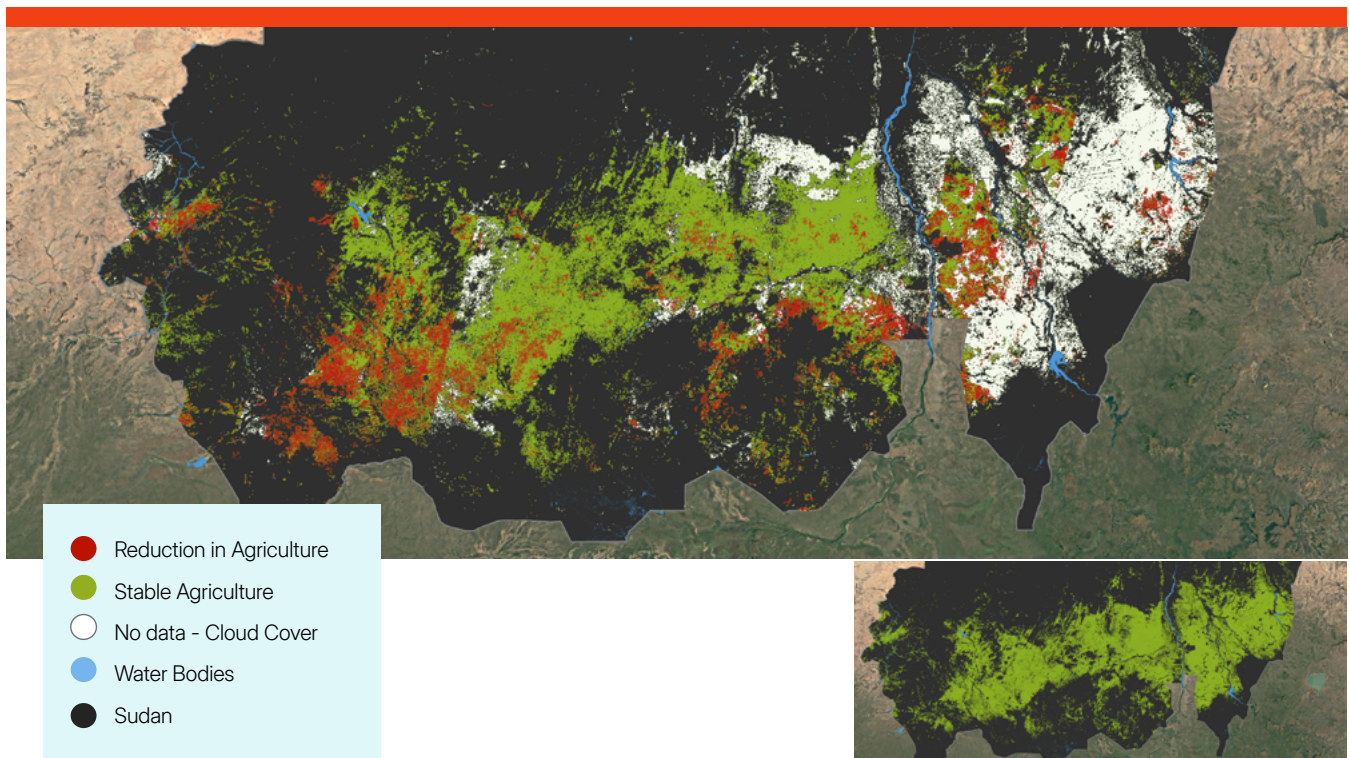 Reduction in Agriculture
Stable Agriculture
No data - Cloud Cover
Water Bodies
Sudan